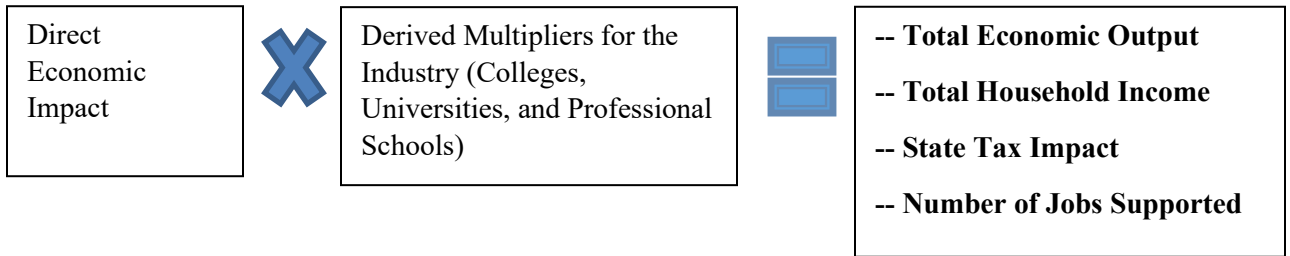 Direct
Economic
Impact
Derived Multipliers for the
Industry (Colleges,
Universities, and Professional
Schools)
-- Total Economic Output
-- Total Household Income
-- State Tax Impact
-- Number of Jobs Supported